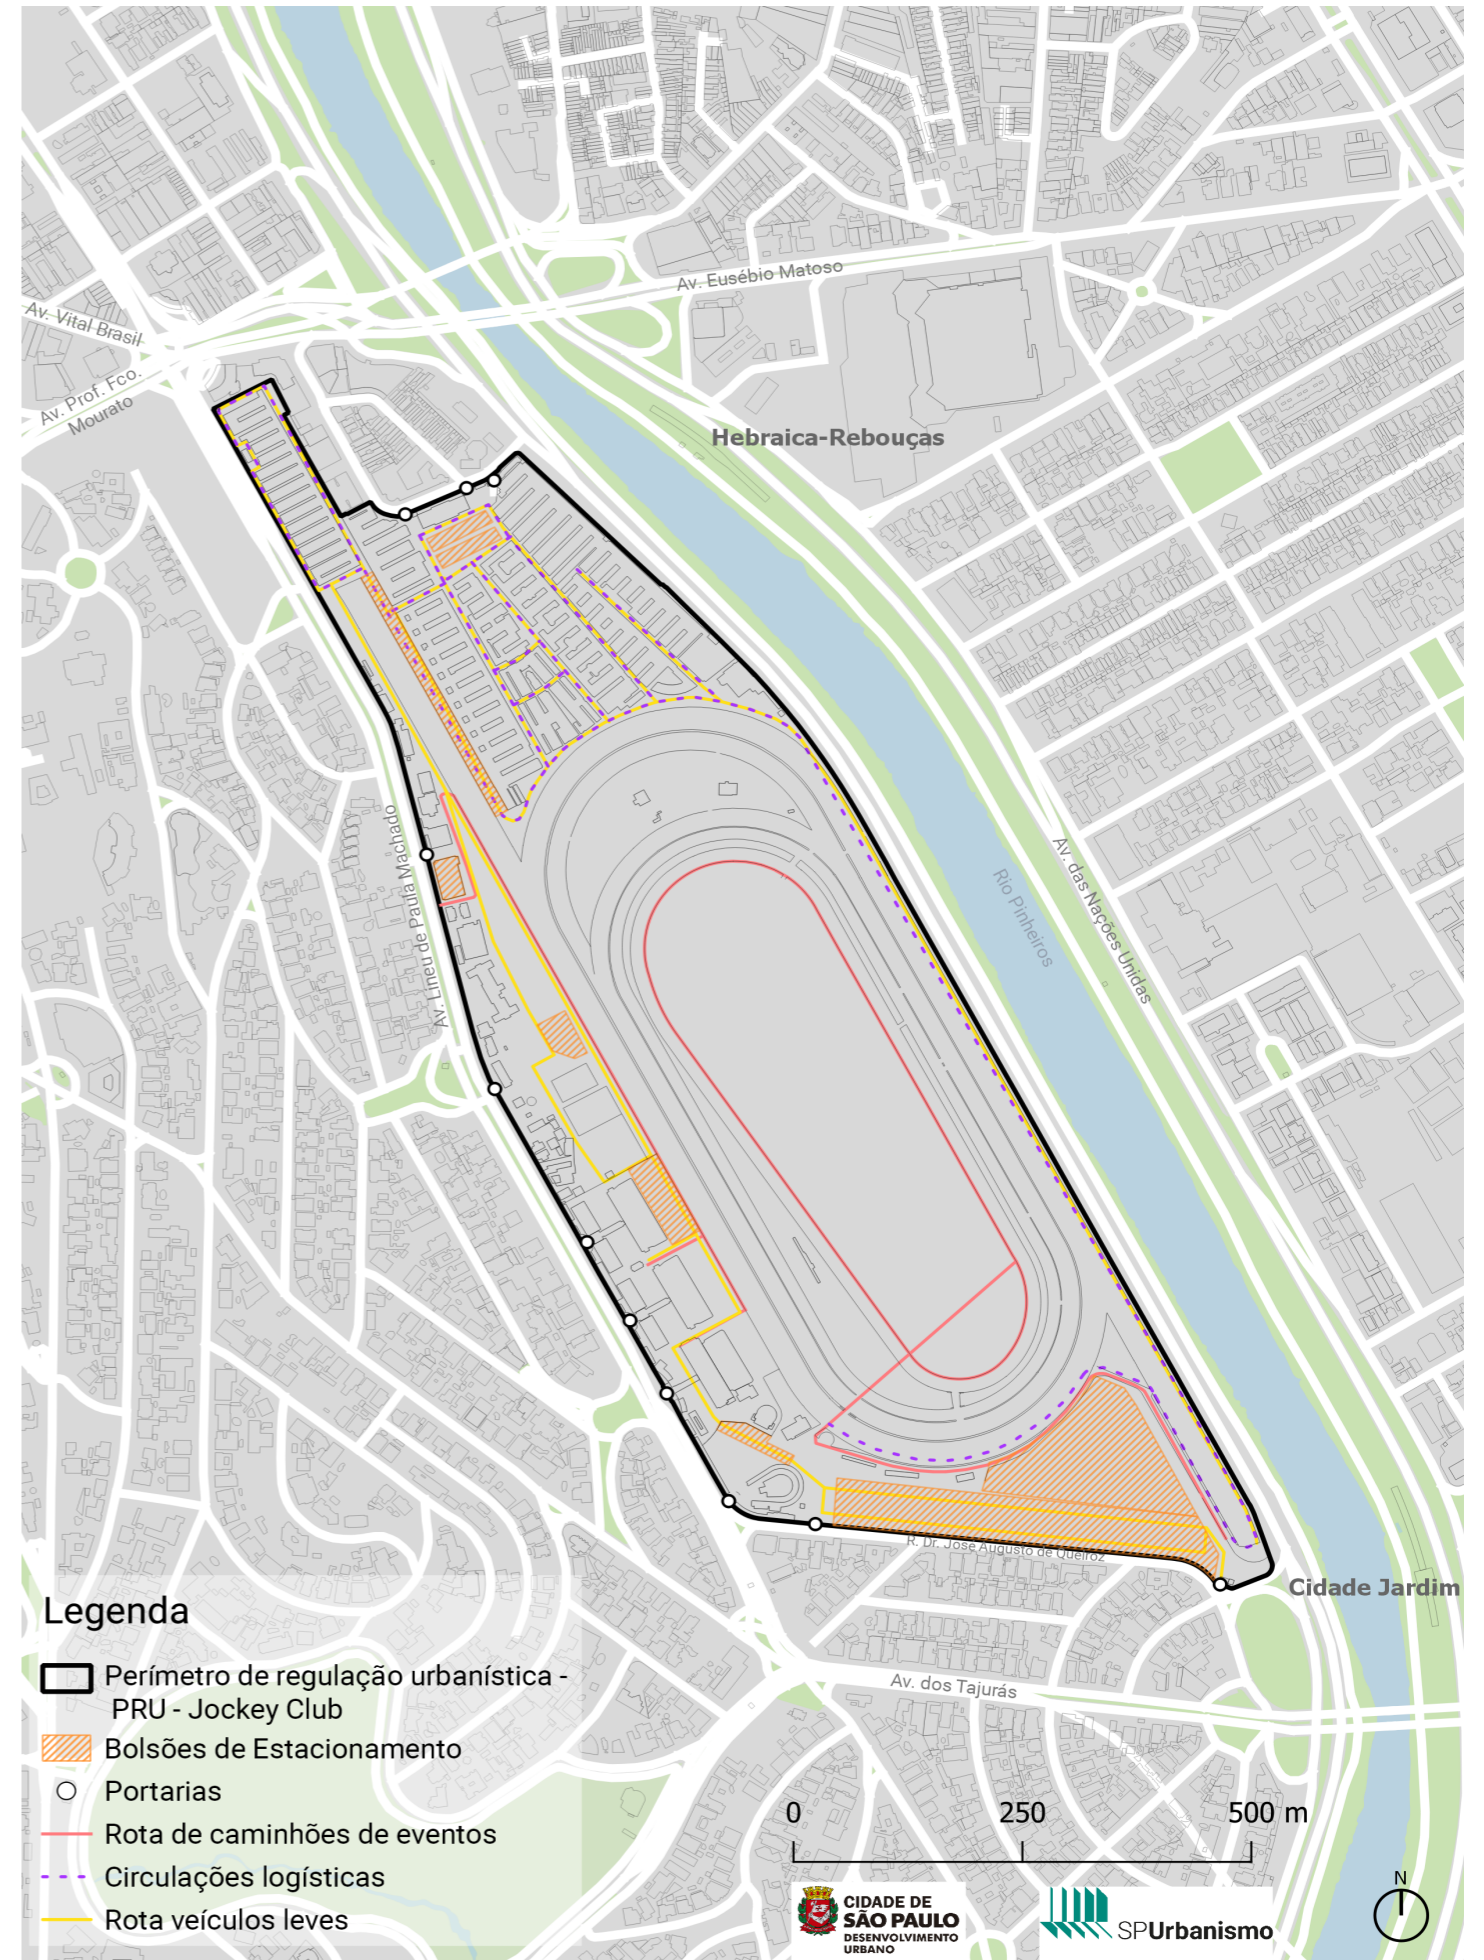 Av. Eusébio Matoso
Av. Vital Brasil
Av. Prof. Fco.
Mourato
Hebraica-Rebouças
Av. Lineu de Paula Machado
Rio Pinheiros
Av. das Nações Unidas
R. Dr. José Augusto de Queiroz
Cidade Jardim
Av. dos Tajurás
Legenda
Perímetro de regulação urbanística -
PRU - Jockey Club
Bolsões de Estacionamento
Portarias
Rota de caminhões de eventos
Circulações logísticas
Rota veículos leves
0 250 500 m
CIDADE DE
SÃO PAULO
DESENVOLVIMENTO
URBANO
SPUrbanismo
N